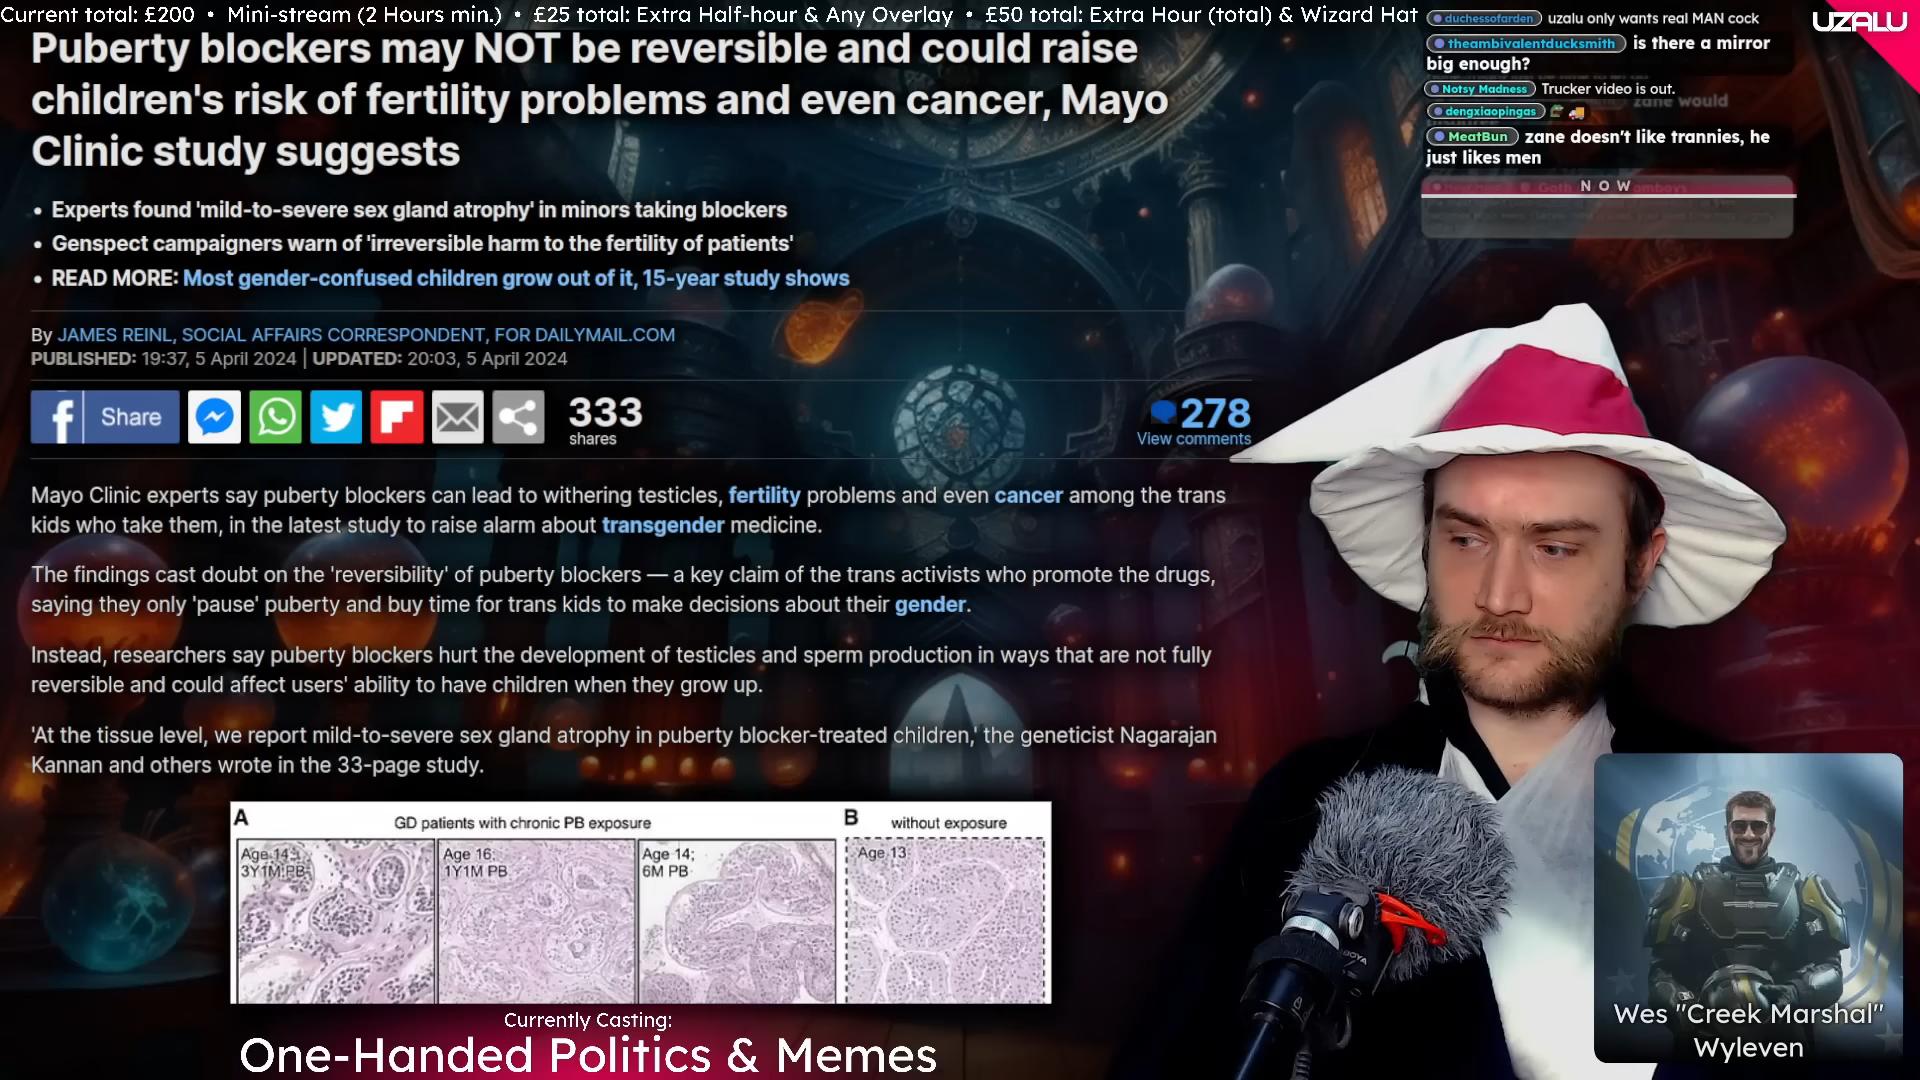 Current total: £200 • Mini-stream (2 Hours min.) • £25 total: Extra Half-hour & Any Overlay • £50 total: Extra Hour (total) & Wizard Hat
Puberty blockers may NOT be reversible and could raise
children's risk of fertility problems and even cancer, Mayo
Clinic study suggests
• Experts found 'mild-to-severe sex gland atrophy' in minors taking blockers
• Genspect campaigners warn of 'irreversible harm to the fertility of patients'
• READ MORE: Most gender-confused children grow out of it, 15-year study shows
By JAMES REINL, SOCIAL AFFAIRS CORRESPONDENT, FOR DAILYMAIL.COM
PUBLISHED: 19:37, 5 April 2024 | UPDATED: 20:03, 5 April 2024
f Share
333
shares
278
View comments
Mayo Clinic experts say puberty blockers can lead to withering testicles, fertility problems and even cancer among the trans
kids who take them, in the latest study to raise alarm about transgender medicine.
The findings cast doubt on the 'reversibility' of puberty blockers — a key claim of the trans activists who promote the drugs,
saying they only 'pause' puberty and buy time for trans kids to make decisions about their gender.
Instead, researchers say puberty blockers hurt the development of testicles and sperm production in ways that are not fully
reversible and could affect users' ability to have children when they grow up.
'At the tissue level, we report mild-to-severe sex gland atrophy in puberty blocker-treated children,' the geneticist Nagarajan
Kannan and others wrote in the 33-page study.
A
GD patients with chronic PB exposure
B
without exposure
Age 14;
3Y1M PB
Age 16;
1Y1M PB
Age 14;
6M PB
Age 13
Currently Casting:
One-Handed Politics & Memes
duchessofarden uzalu only wants real MAN cock
theambivalentducksmith is there a mirror
big enough?
Notsy Madness Trucker video is out.
zane would
dengxiaopingas
MeatBun zane doesn't like trannies, he
just likes men
NOW
UZALU
BOYA
Wes "Creek Marshal"
Wyleven